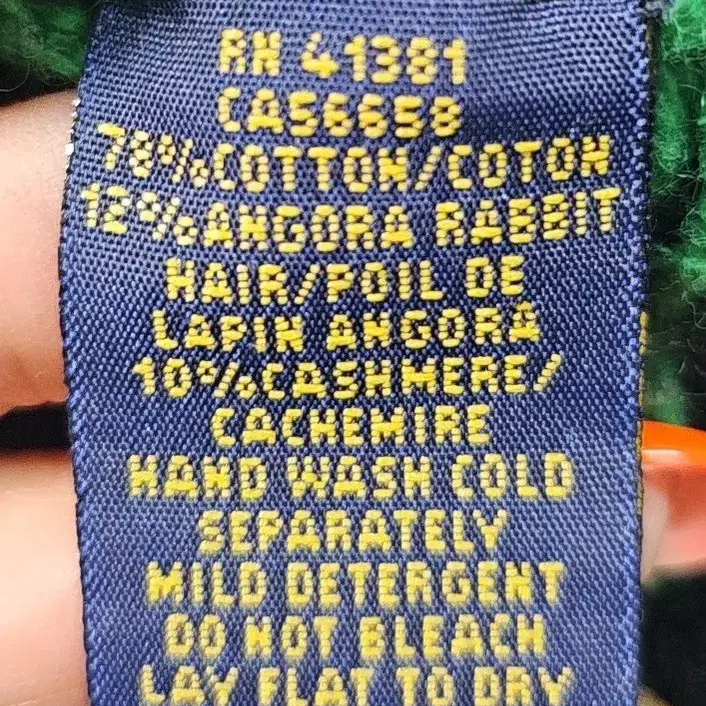 RN 41381
CA56658
78%COTTON/COTON
12%ANGORA RABBIT
HAIR/POIL DE
LAPIN ANGORA
10%CASHMERE/
CACHEMIRE
HAND WASH COLD
SEPARATELY
MILD DETERGENT
DO NOT BLEACH
LAY FLAT TO DRY